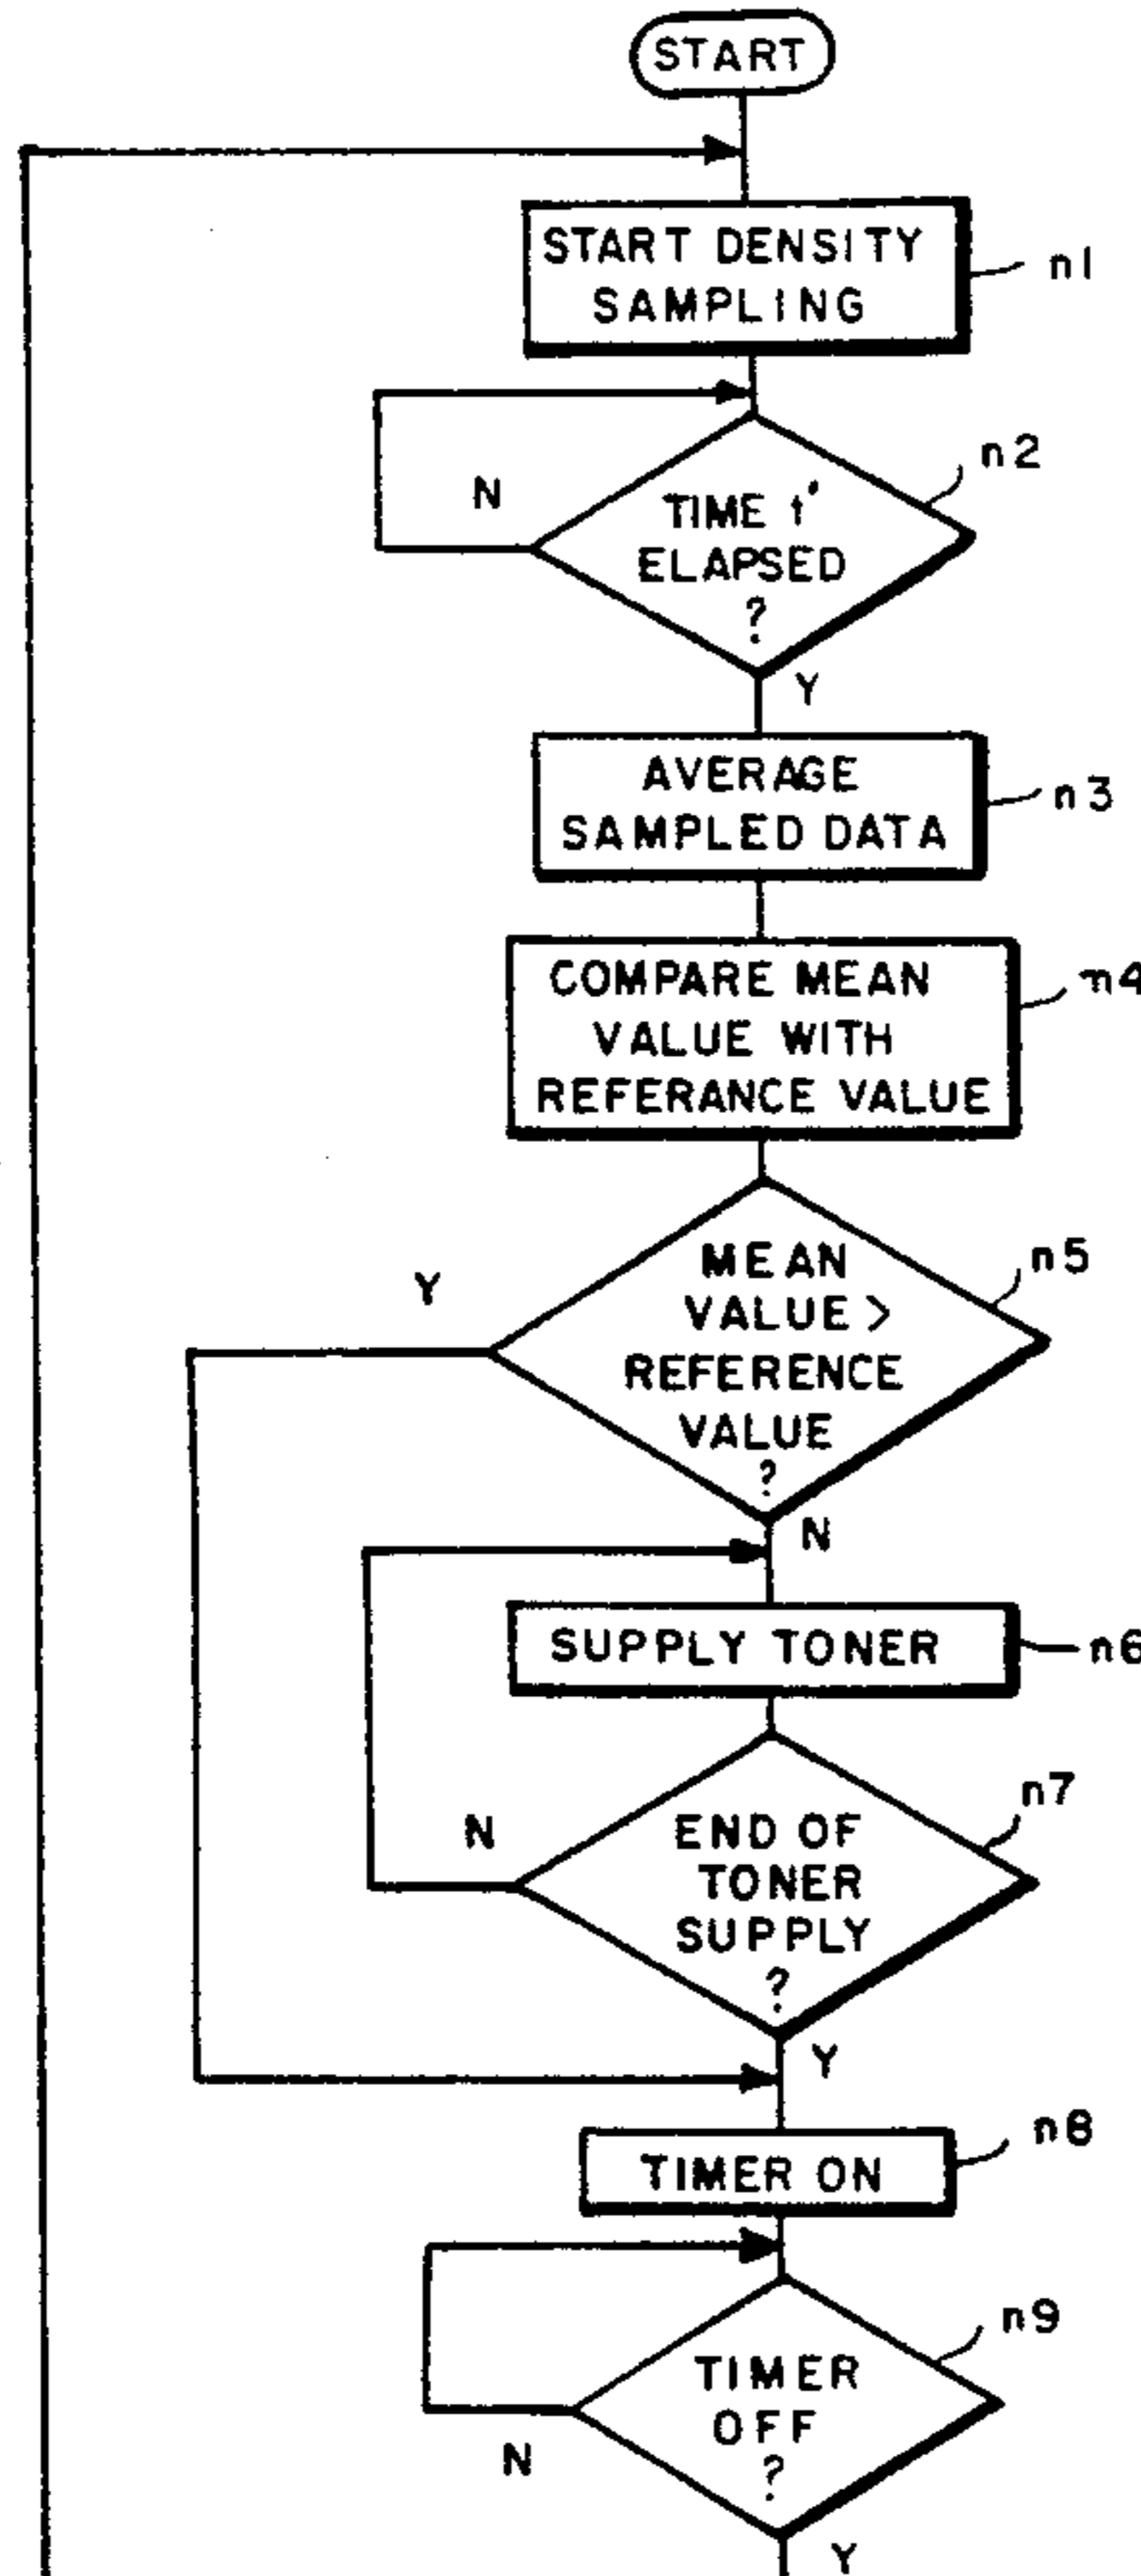 START
START DENSITY
SAMPLING
n1
n2
N
TIME t'
ELAPSED
?
Y
AVERAGE
SAMPLED DATA
n3
COMPARE MEAN
VALUE WITH
REFERANCE VALUE
n4
n5
Y
MEAN
VALUE >
REFERENCE
VALUE
?
N
SUPPLY TONER
n6
n7
N
END OF
TONER
SUPPLY
?
Y
n8
TIMER ON
n9
TIMER
OFF
N
?
Y